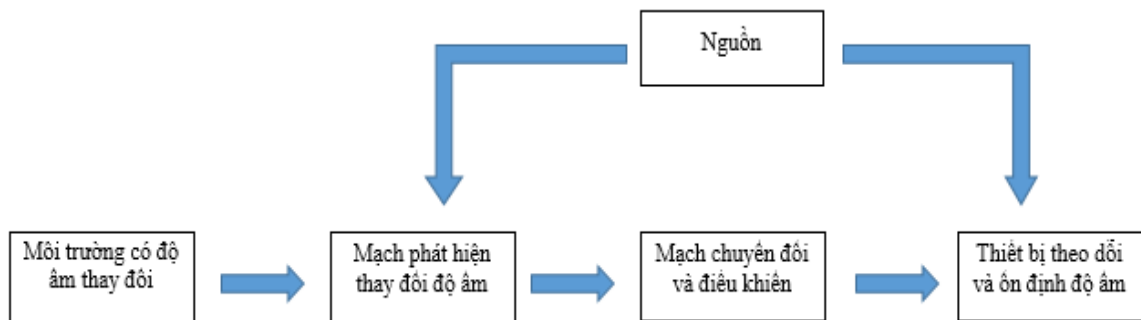 Nguồn
Môi trường có độ
ẩm thay đổi
Mạch phát hiện
thay đổi độ ẩm
Mạch chuyển đổi
và điều khiển
Thiết bị theo dõi
và ổn định độ ẩm